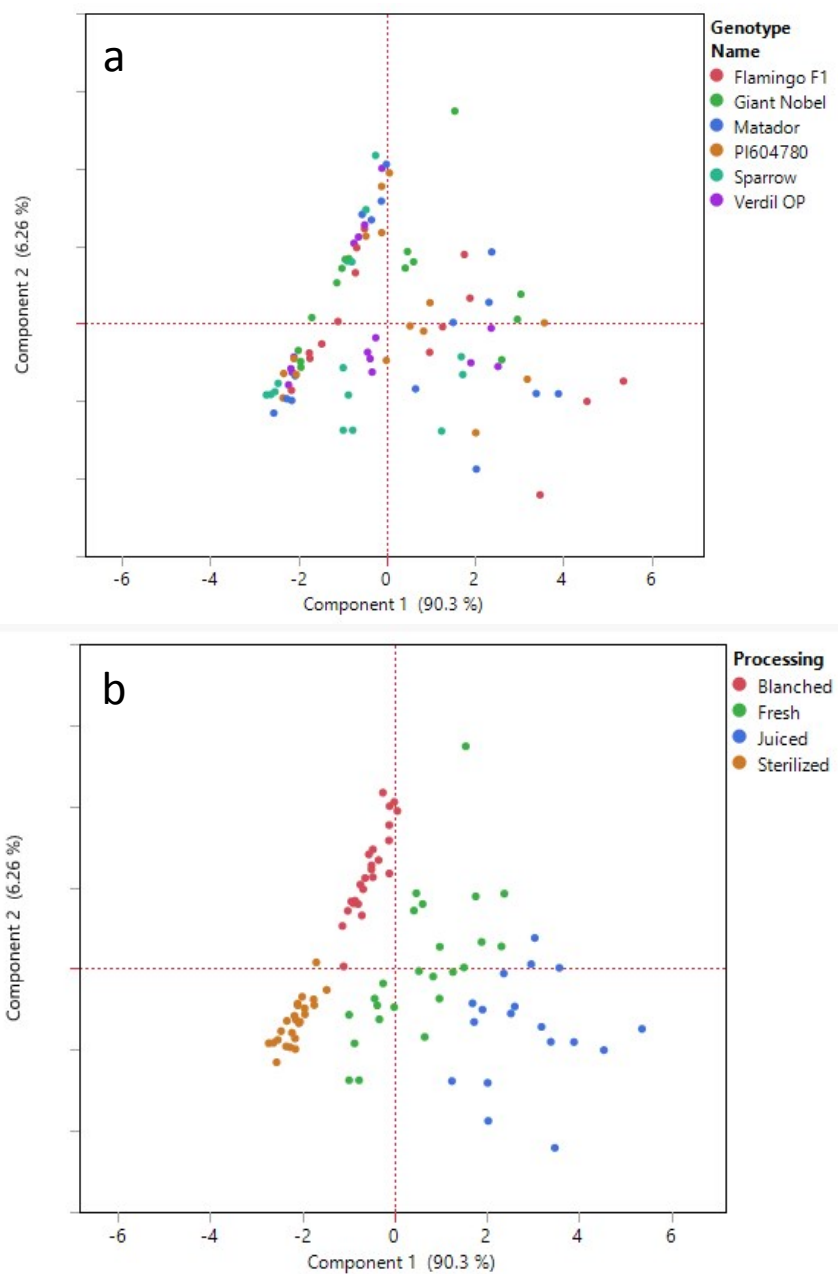 a
Genotype
Name
Flamingo F1
Giant Nobel
Matador
PI604780
Sparrow
Verdil OP
Component 2 (6.26 %)
-6 -4 -2 0 2 4 6
Component 1 (90.3 %)
b
Processing
Blanched
Fresh
Juiced
Sterilized
Component 2 (6.26 %)
-6 -4 -2 0 2 4 6
Component 1 (90.3 %)